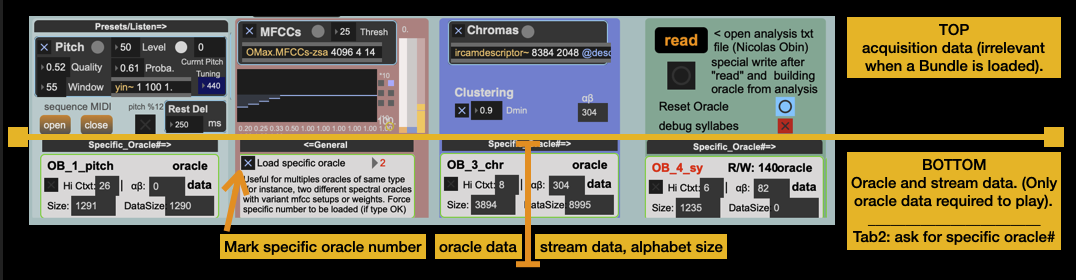 Presets/Listen=>
Pitch
50
Level
0
0.52
Quality
0.61
Proba.
Curnt Pitch
Tuning
55
Window
yin~ 1 100 1.
440
sequence MIDI
pitch %12
Rest Del
open
close
250
ms
Specific_Oracle#=>
OB_1_pitch
oracle
Hi Ctxt:
26
|
αβ:
0
data
Size:
1291
DataSize
1290
MFCCs
25
Thresh
OMax.MFCCs-zsa 4096 4 14
0.
*10
*10
100.
0.20 0.25 0.33 0.50 1.00 1.00 1.00 1.00
<=General
Load specific oracle
2
Useful for multiples oracles of same type
for instance, two different spectral oracles
with variant mfc setups or weights. Force
specific number to be loaded (if type OK)
Chromas
ircamdescriptor~ 8384 2048 @desc
Clustering
αβ
0.9
Dmin
304
Specific_Oracle#=>
OB_3_chr
oracle
Hi Ctxt:
8
αβ:
304
data
Size:
3894
DataSize
8995
read
< open analysis txt
file (Nicolas Obin)
special write after
"read" and building
oracle from analysis
Reset Oracle
debug syllabes
Specific_Oracle#=>
OB_4_sy
R/W: 140oracle
Hi Ctxt:
6
|
αβ:
82
data
Size:
1235
DataSize
0
TOP
acquisition data (irrelevant
when a Bundle is loaded).
BOTTOM
Oracle and stream data. (Only
oracle data required to play).
Tab2: ask for specific oracle#
Mark specific oracle number
oracle data
stream data, alphabet size